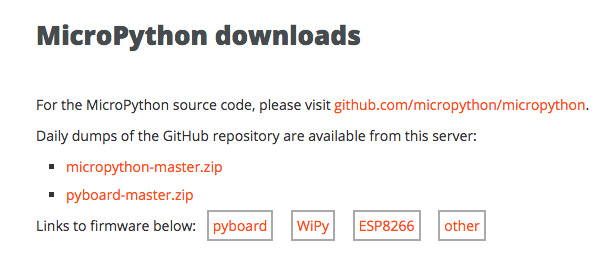 MicroPython downloads
For the MicroPython source code, please visit github.com/micropython/micropython.
Daily dumps of the GitHub repository are available from this server:
micropython-master.zip
pyboard-master.zip
Links to firmware below: pyboard WiPy ESP8266 other